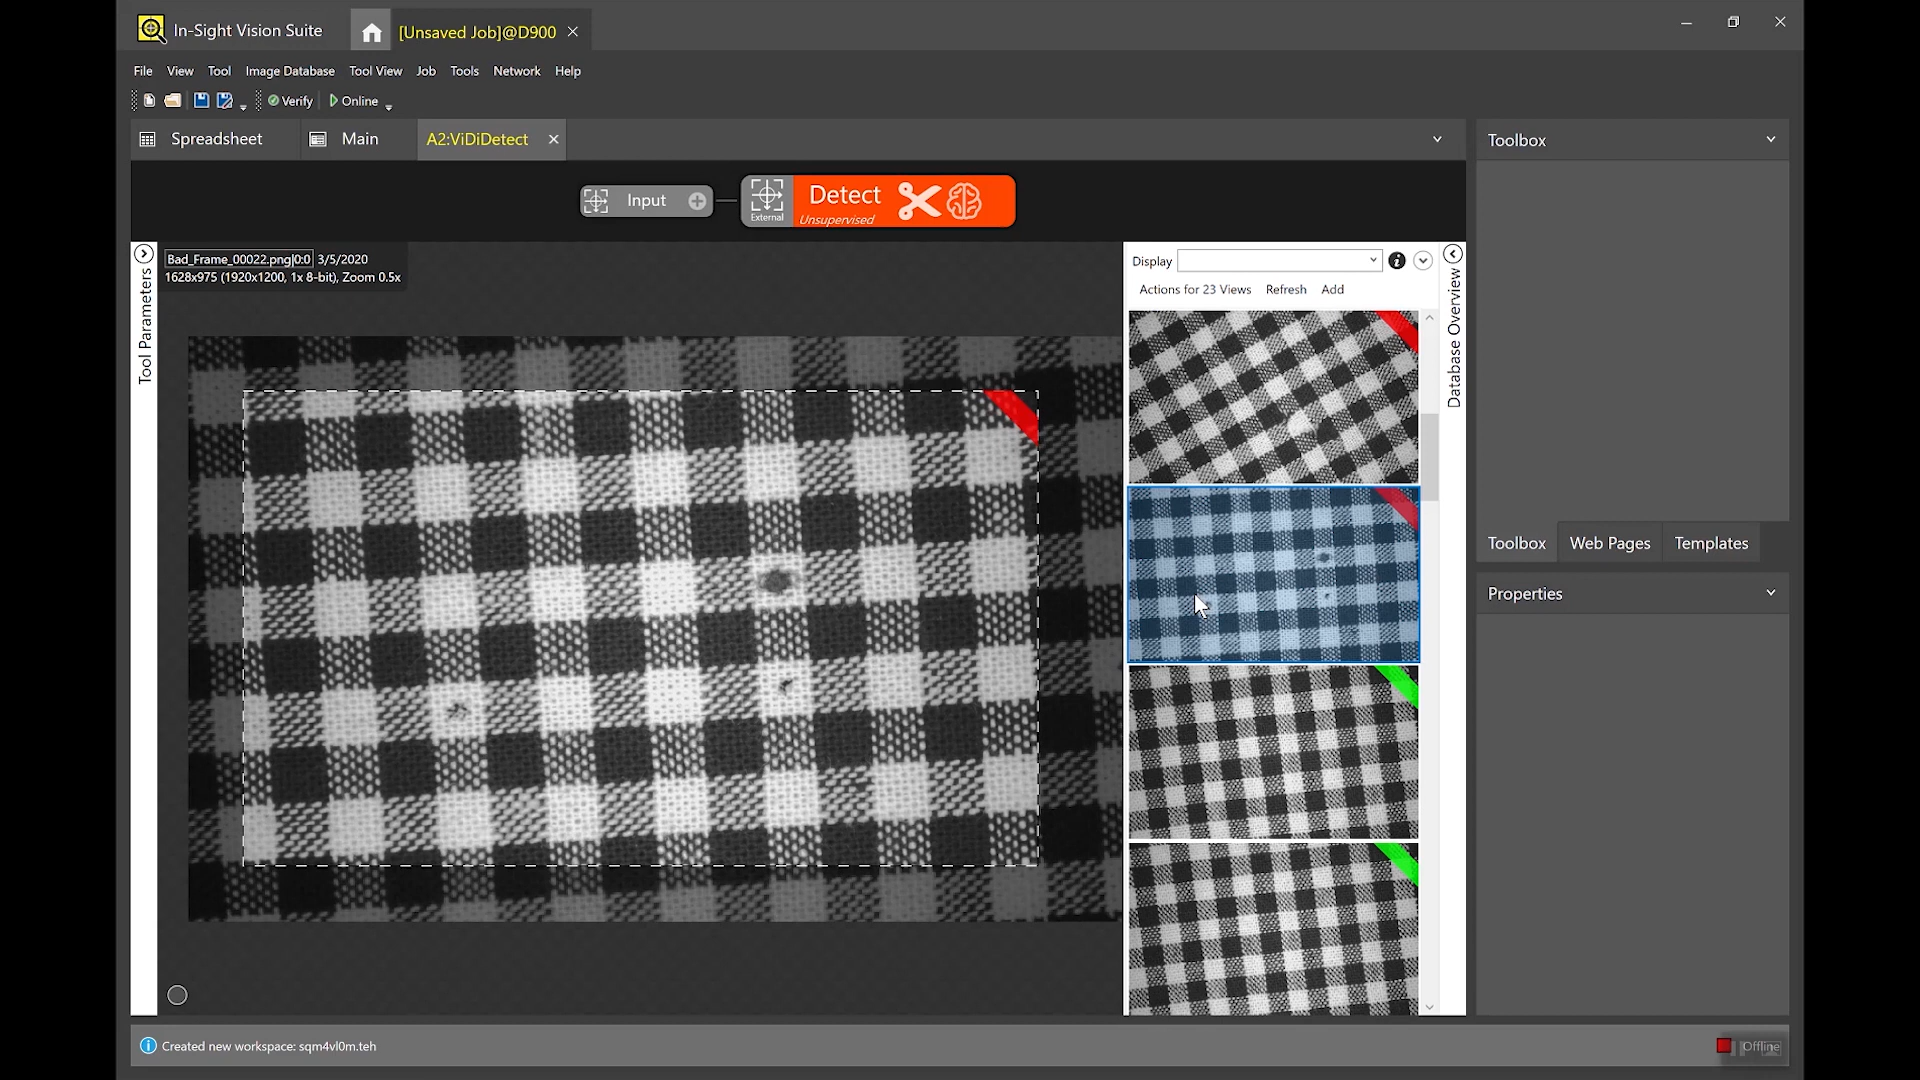 In-Sight Vision Suite
[Unsaved Job]@D900
File View Tool Image Database Tool View Job Tools Network Help
Verify Online
Spreadsheet Main A2:ViDiDetect
Toolbox
Input
External
Detect
Unsupervised
Tool Parameters
Bad_Frame_00022.png|0:0 3/5/2020
1628x975 (1920x1200, 1x 8-bit), Zoom 0.5x
Display
Actions for 23 Views Refresh Add
Database Overview
Toolbox Web Pages Templates
Properties
Created new workspace: sqm4vl0m.teh
Offline